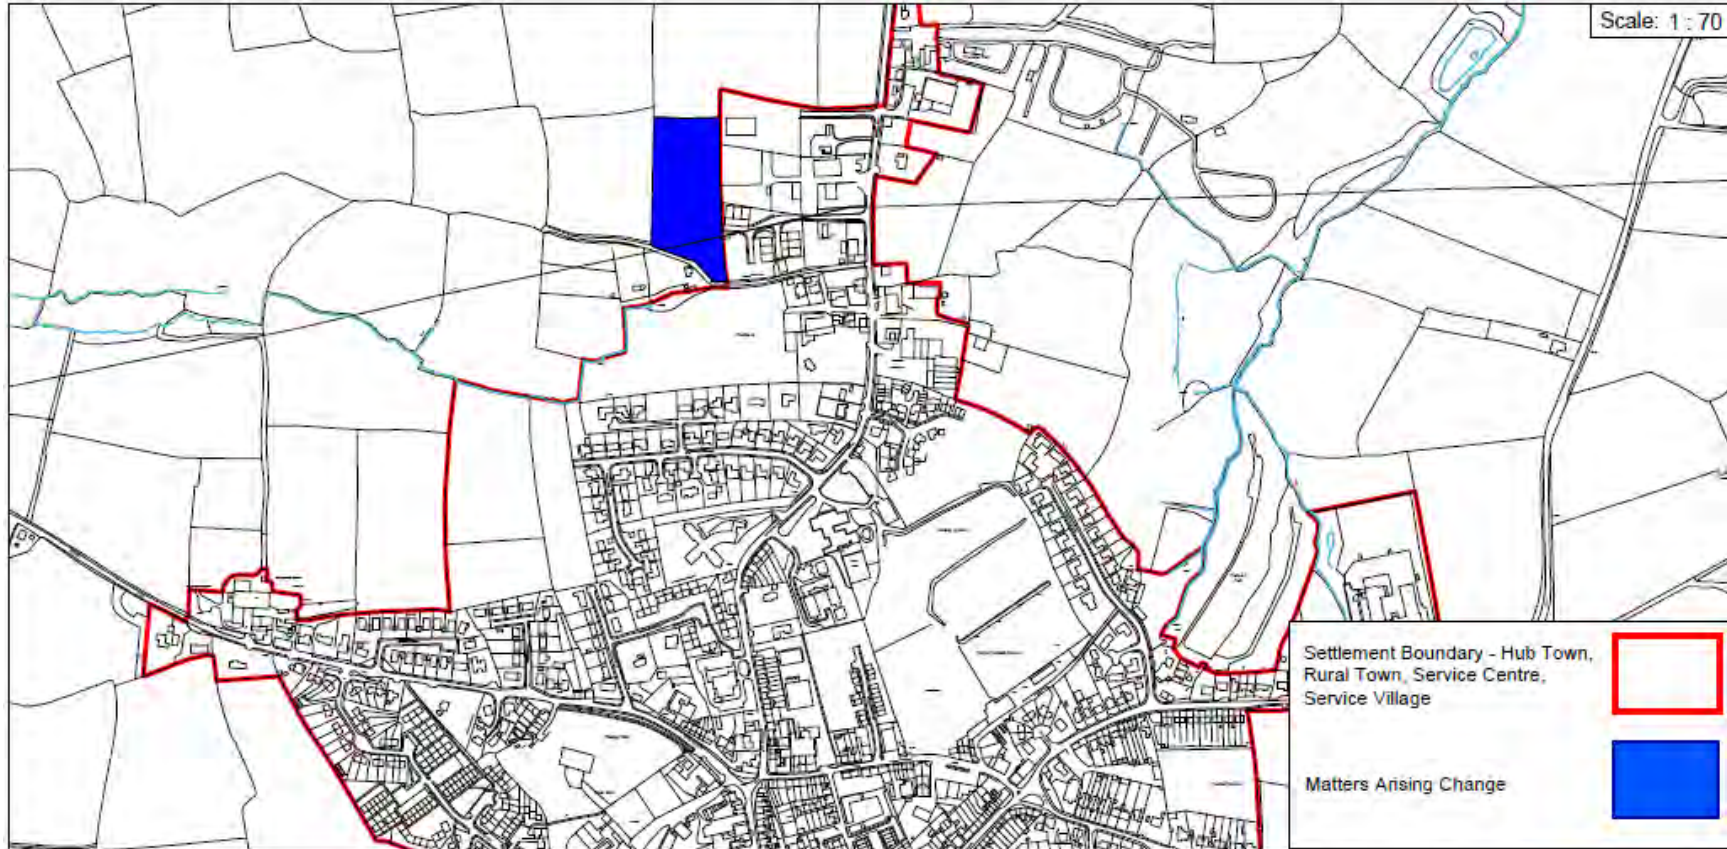 Scale: 1 : 70
Settlement Boundary - Hub Town,
Rural Town, Service Centre,
Service Village
Matters Arising Change